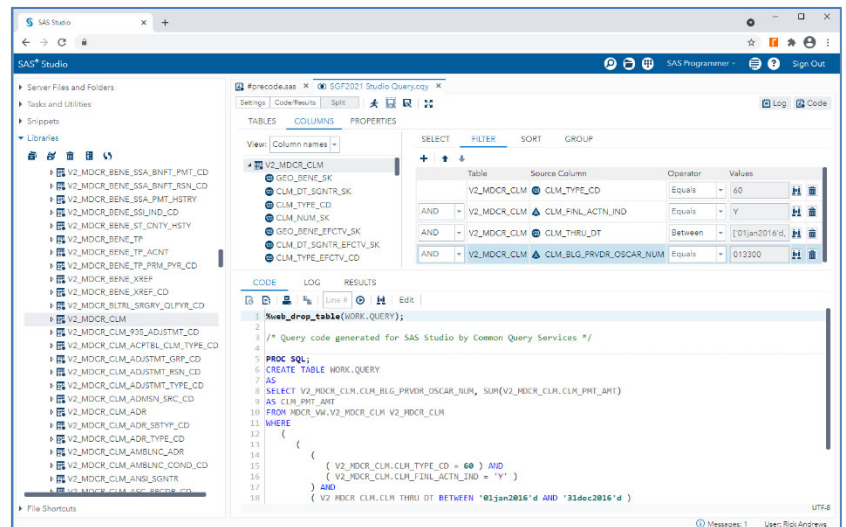 SAS Studio
SAS® Studio
SAS Programmer
Sign Out
Server Files and Folders
Tasks and Utilities
Snippets
Libraries
V2_MDCR_BENE_SSA_BNFT_PMT_CD
V2_MDCR_BENE_SSA_BNFT_RSN_CD
V2_MDCR_BENE_SSA_PMT_HSTRY
V2_MDCR_BENE_SSI_IND_CD
V2_MDCR_BENE_ST_CNTY_HSTY
V2_MDCR_BENE_TP
V2_MDCR_BENE_TP_ACNT
V2_MDCR_BENE_TP_PRM_PYR_CD
V2_MDCR_BENE_XREF
V2_MDCR_BENE_XREF_CD
V2_MDCR_BLTRL_SRGRY_QLFYR_CD
V2_MDCR_CLM
V2_MDCR_CLM_935_ADJSTMT_CD
V2_MDCR_CLM_ACPTBL_CLM_TYPE_CD
V2_MDCR_CLM_ADJSTMT_GRP_CD
V2_MDCR_CLM_ADJSTMT_RSN_CD
V2_MDCR_CLM_ADJSTMT_TYPE_CD
V2_MDCR_CLM_ADMSN_SRC_CD
V2_MDCR_CLM_ADR
V2_MDCR_CLM_ADR_SBTYP_CD
V2_MDCR_CLM_ADR_TYPE_CD
V2_MDCR_CLM_AMBLNC_ADR
V2_MDCR_CLM_AMBLNC_COND_CD
V2_MDCR_CLM_ANSI_SGNTR
V2_MDCR_CLM_ASC_PRCDR_CD
File Shortcuts
#precode.sas × SGF2021 Studio Query.cqy ×
Settings Code/Results Split Log Code
TABLES COLUMNS PROPERTIES
View: Column names
V2_MDCR_CLM
GEO_BENE_SK
CLM_DT_SGNTR_SK
CLM_TYPE_CD
CLM_NUM_SK
GEO_BENE_EFCTV_SK
CLM_DT_SGNTR_EFCTV_SK
CLM_TYPE_EFCTV_CD
SELECT FILTER SORT GROUP
Table Source Column Operator Values
V2_MDCR_CLM CLM_TYPE_CD Equals 60
AND V2_MDCR_CLM CLM_FINL_ACTN_IND Equals Y
AND V2_MDCR_CLM CLM_THRU_DT Between ['01jan2016'd,
AND V2_MDCR_CLM CLM_BLG_PRVDR_OSCAR_NUM Equals 013300
CODE LOG RESULTS
Line # Edit
1 %web_drop_table(WORK.QUERY);
2
3 /* Query code generated for SAS Studio by Common Query Services */
4
5 PROC SQL;
6 CREATE TABLE WORK.QUERY
7 AS
8 SELECT V2_MDCR_CLM.CLM_BLG_PRVDR_OSCAR_NUM, SUM(V2_MDCR_CLM.CLM_PMT_AMT)
9 AS CLM_PMT_AMT
10 FROM MDCR_VW.V2_MDCR_CLM V2_MDCR_CLM
11 WHERE
12 (
13 (
14 (
15 ( V2_MDCR_CLM.CLM_TYPE_CD = 60 ) AND
16 ( V2_MDCR_CLM.CLM_FINL_ACTN_IND = 'Y' )
17 ) AND
18 ( V2_MDCR_CLM.CLM_THRU_DT BETWEEN '01jan2016'd AND '31dec2016'd )
UTF-8
Messages: 1 User: Rick Andrews